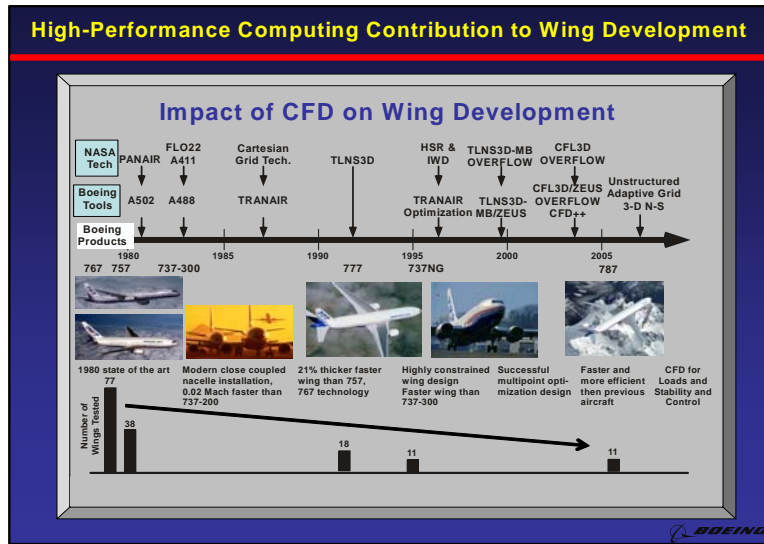 High-Performance Computing Contribution to Wing Development
Impact of CFD on Wing Development
NASA
Tech
PANAIR
FLO22
A411
Cartesian
Grid Tech.
TLNS3D
HSR &
IWD
TLNS3D-MB
OVERFLOW
CFL3D
OVERFLOW
Boeing
Tools
A502
A488
TRANAIR
TRANAIR
Optimization
TLNS3D-
MB/ZEUS
CFL3D/ZEUS
OVERFLOW
CFD++
Unstructured
Adaptive Grid
3-D N-S
Boeing
Products
1980
1985
1990
1995
2000
2005
767
757
737-300
777
737NG
787
1980 state of the art
Modern close coupled
nacelle installation,
0.02 Mach faster than
737-200
21% thicker faster
wing than 757,
767 technology
Highly constrained
wing design
Faster wing than
737-300
Successful
multipoint opti-
mization design
Faster and
more efficient
then previous
aircraft
CFD for
Loads and
Stability and
Control
Number of
Wings Tested
77
38
18
11
11
BOEING